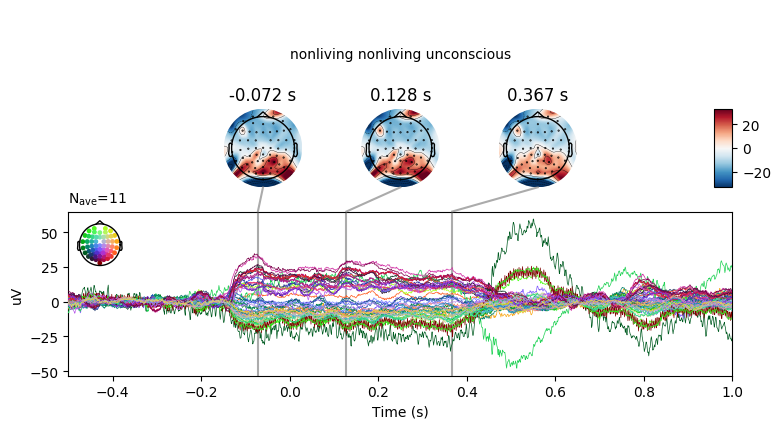 nonliving nonliving unconscious
-0.072 s 0.128 s 0.367 s
20
0
−20
Nave=11
50
25
0
−25
−50
uV
−0.4 −0.2 0.0 0.2 0.4 0.6 0.8 1.0
Time (s)